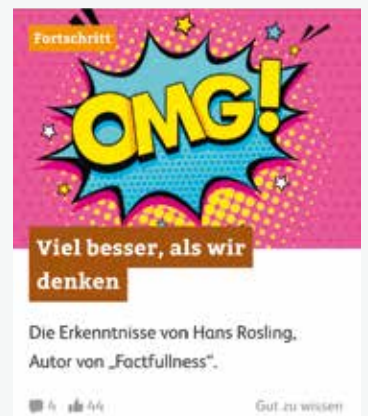 Fortschritt
OMG!
Viel besser, als wir
denken
Die Erkenntnisse von Hans Rosling,
Autor von „Factfullness“.
4 44
Gut zu wissen